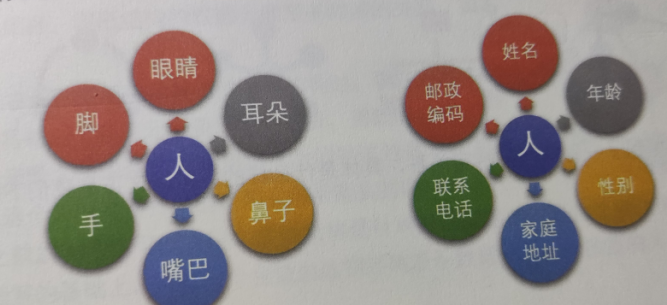 眼睛
耳朵
鼻子
嘴巴
手
脚
人
姓名
年龄
性别
家庭
地址
联系
电话
邮政
编码
人